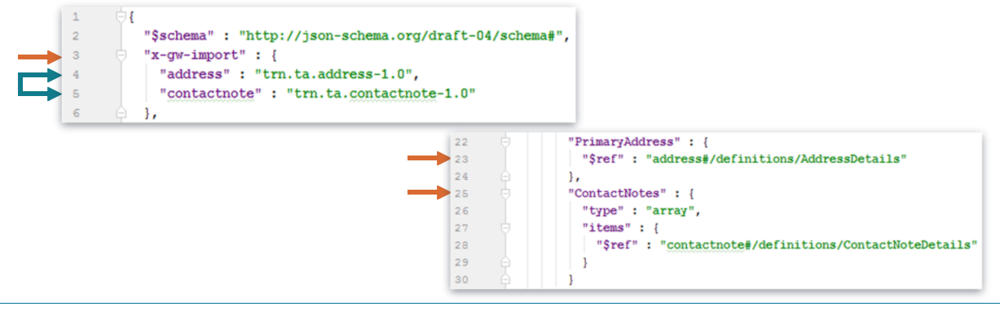 1 {
2 "$schema" : "http://json-schema.org/draft-04/schema#",
3 "x-gw-import" : {
4 "address" : "trn.ta.address-1.0",
5 "contactnote" : "trn.ta.contactnote-1.0"
6 },
22 "PrimaryAddress" : {
23 "$ref" : "address#/definitions/AddressDetails"
24 },
25 "ContactNotes" : {
26 "type" : "array",
27 "items" : {
28 "$ref" : "contactnote#/definitions/ContactNoteDetails"
29 }
30 }